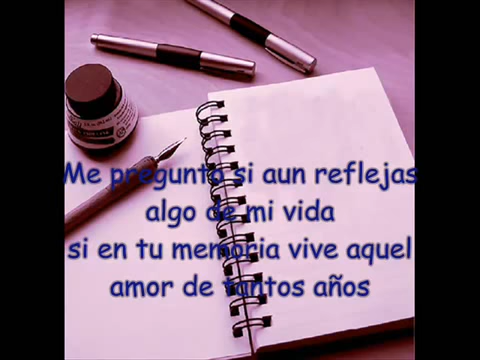 Me pregunto si aun reflejas
algo de mi vida
si en tu memoria vive aquel
amor de tantos años